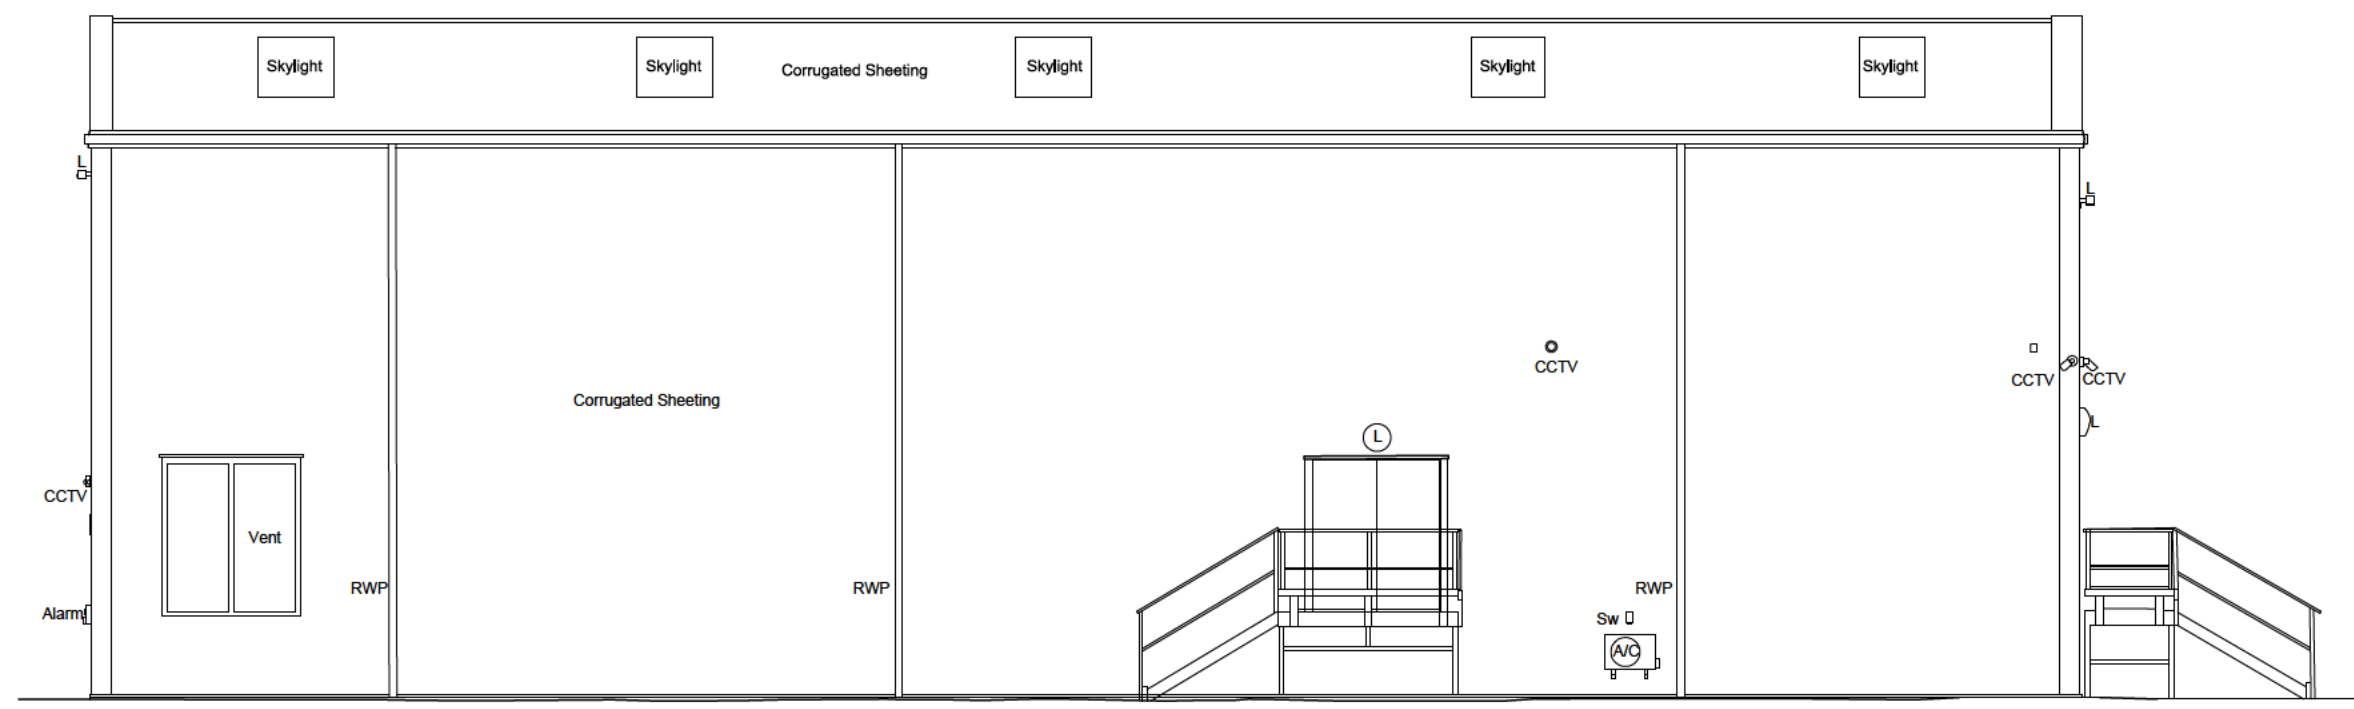 Skylight
Skylight
Corrugated Sheeting
Skylight
Skylight
Skylight
L
L
CCTV
CCTV
CCTV
Corrugated Sheeting
L
L
CCTV
Vent
RWP
RWP
RWP
Alarm
Sw
A/C